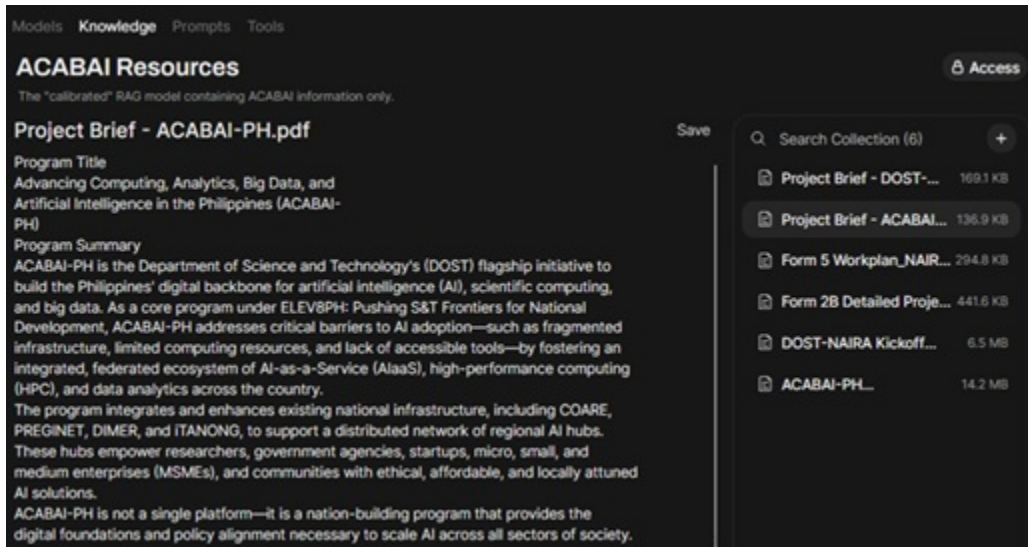 Models Knowledge Prompts Tools
ACABAI Resources
Access
The "calibrated" RAG model containing ACABAI information only.
Project Brief - ACABAI-PH.pdf
Save
Program Title
Advancing Computing, Analytics, Big Data, and
Artificial Intelligence in the Philippines (ACABAI-
PH)
Program Summary
ACABAI-PH is the Department of Science and Technology's (DOST) flagship initiative to
build the Philippines' digital backbone for artificial intelligence (AI), scientific computing,
and big data. As a core program under ELEV8PH: Pushing S&T Frontiers for National
Development, ACABAI-PH addresses critical barriers to AI adoption—such as fragmented
infrastructure, limited computing resources, and lack of accessible tools—by fostering an
integrated, federated ecosystem of AI-as-a-Service (AIaaS), high-performance computing
(HPC), and data analytics across the country.
The program integrates and enhances existing national infrastructure, including COARE,
PREGINET, DIMER, and iTANONG, to support a distributed network of regional AI hubs.
These hubs empower researchers, government agencies, startups, micro, small, and
medium enterprises (MSMEs), and communities with ethical, affordable, and locally attuned
AI solutions.
ACABAI-PH is not a single platform—it is a nation-building program that provides the
digital foundations and policy alignment necessary to scale AI across all sectors of society.
Search Collection (6)
Project Brief - DOST-... 169.1 KB
Project Brief - ACABAI... 136.9 KB
Form 5 Workplan_NAIR... 294.8 KB
Form 2B Detailed Proje... 441.6 KB
DOST-NAIRA Kickoff... 6.5 MB
ACABAI-PH... 14.2 MB